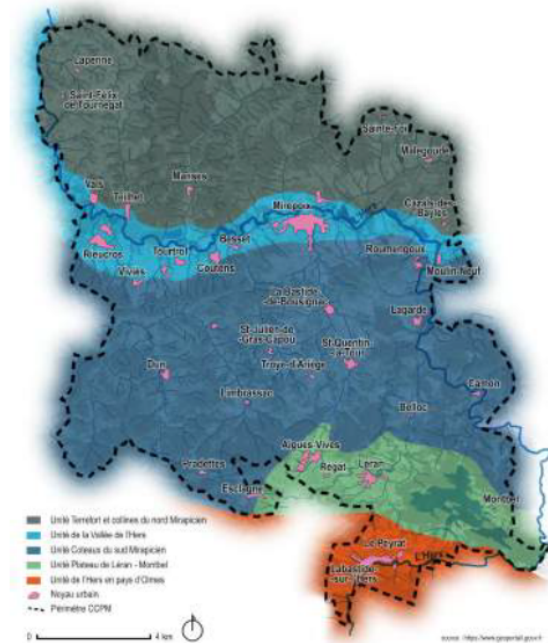 Lapenne
Saint-Félix
de Tournegat
Sainte-Foi
Malegoude
Vals
Teilhet
Manses
Mirepoix
Cazals-des
Baylès
Rieucros
Tourtrol
Besset
Coutens
Viviès
Roumengoux
Moulin-Neuf
La Bastide
-de-Bousignac
Lagarde
St-Julien-de
-Gras-Capou
St-Quentin
-La-Tour
Dun
Troye-d'Ariège
Camon
Limbrassac
Belloc
Aigues-Vives
Pradettes
Régat
Léran
Esclagne
Montbel
Le Peyrat
L'Hers
Labastide
-sur-l'Hers
Unité Terrefort et collines du nord Mirapicien
Unité de la Vallée de l'Hers
Unité Coteaux du sud Mirapicien
Unité Plateau de Léran - Montbel
Unité de l'Hers en pays d'Olmes
Noyau urbain
Périmètre CCPM
0 4 km
source : https://www.geoportail.gouv.fr